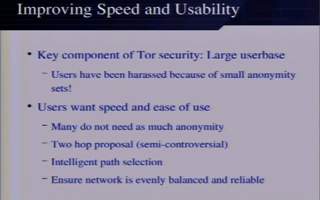 Improving Speed and Usability
• Key component of Tor security: Large userbase
– Users have been harassed because of small anonymity
sets!
• Users want speed and ease of use
– Many do not need as much anonymity
– Two hop proposal (semi-controversial)
– Intelligent path selection
– Ensure network is evenly balanced and reliable